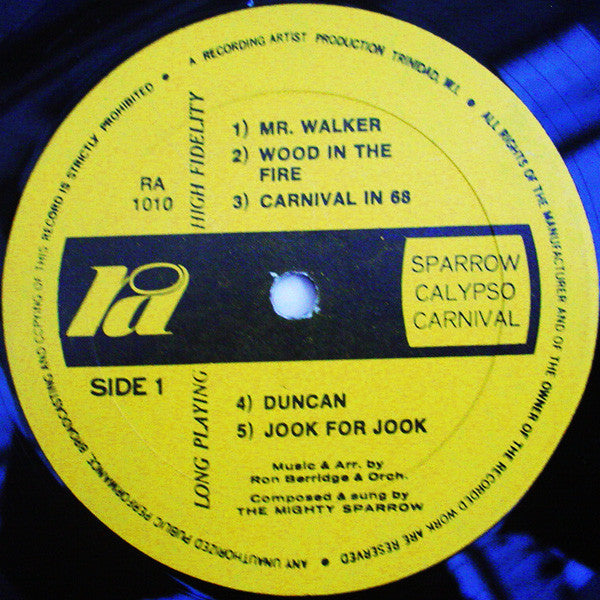 • A RECORDING ARTIST PRODUCTION TRINIDAD, W.I. • ALL RIGHTS OF THE MANUFACTURER AND OF THE OWNER OF THE RECORDED WORK ARE RESERVED • ANY UNAUTHORIZED PUBLIC PERFORMANCE, BROADCASTING AND COPYING OF THIS RECORD IS STRICTLY PROHIBITED
LONG PLAYING HIGH FIDELITY
RA
1010
1) MR. WALKER
2) WOOD IN THE
FIRE
3) CARNIVAL IN 68
ra
SPARROW
CALYPSO
CARNIVAL
SIDE 1
4) DUNCAN
5) JOOK FOR JOOK
Music & Arr. by
Ron Berridge & Orch.
Composed & sung by
THE MIGHTY SPARROW